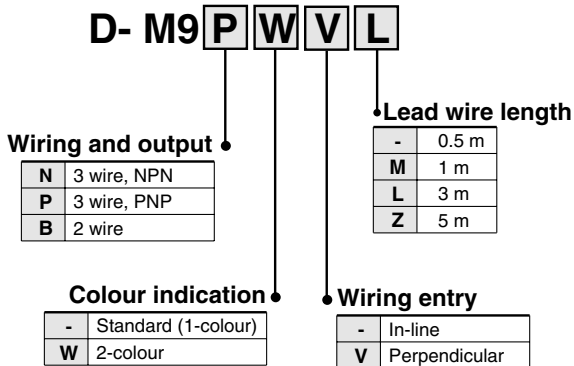 D- M9 P W V L
Lead wire length
- 0.5 m
M 1 m
L 3 m
Z 5 m
Wiring and output
N 3 wire, NPN
P 3 wire, PNP
B 2 wire
Colour indication
- Standard (1-colour)
W 2-colour
Wiring entry
- In-line
V Perpendicular